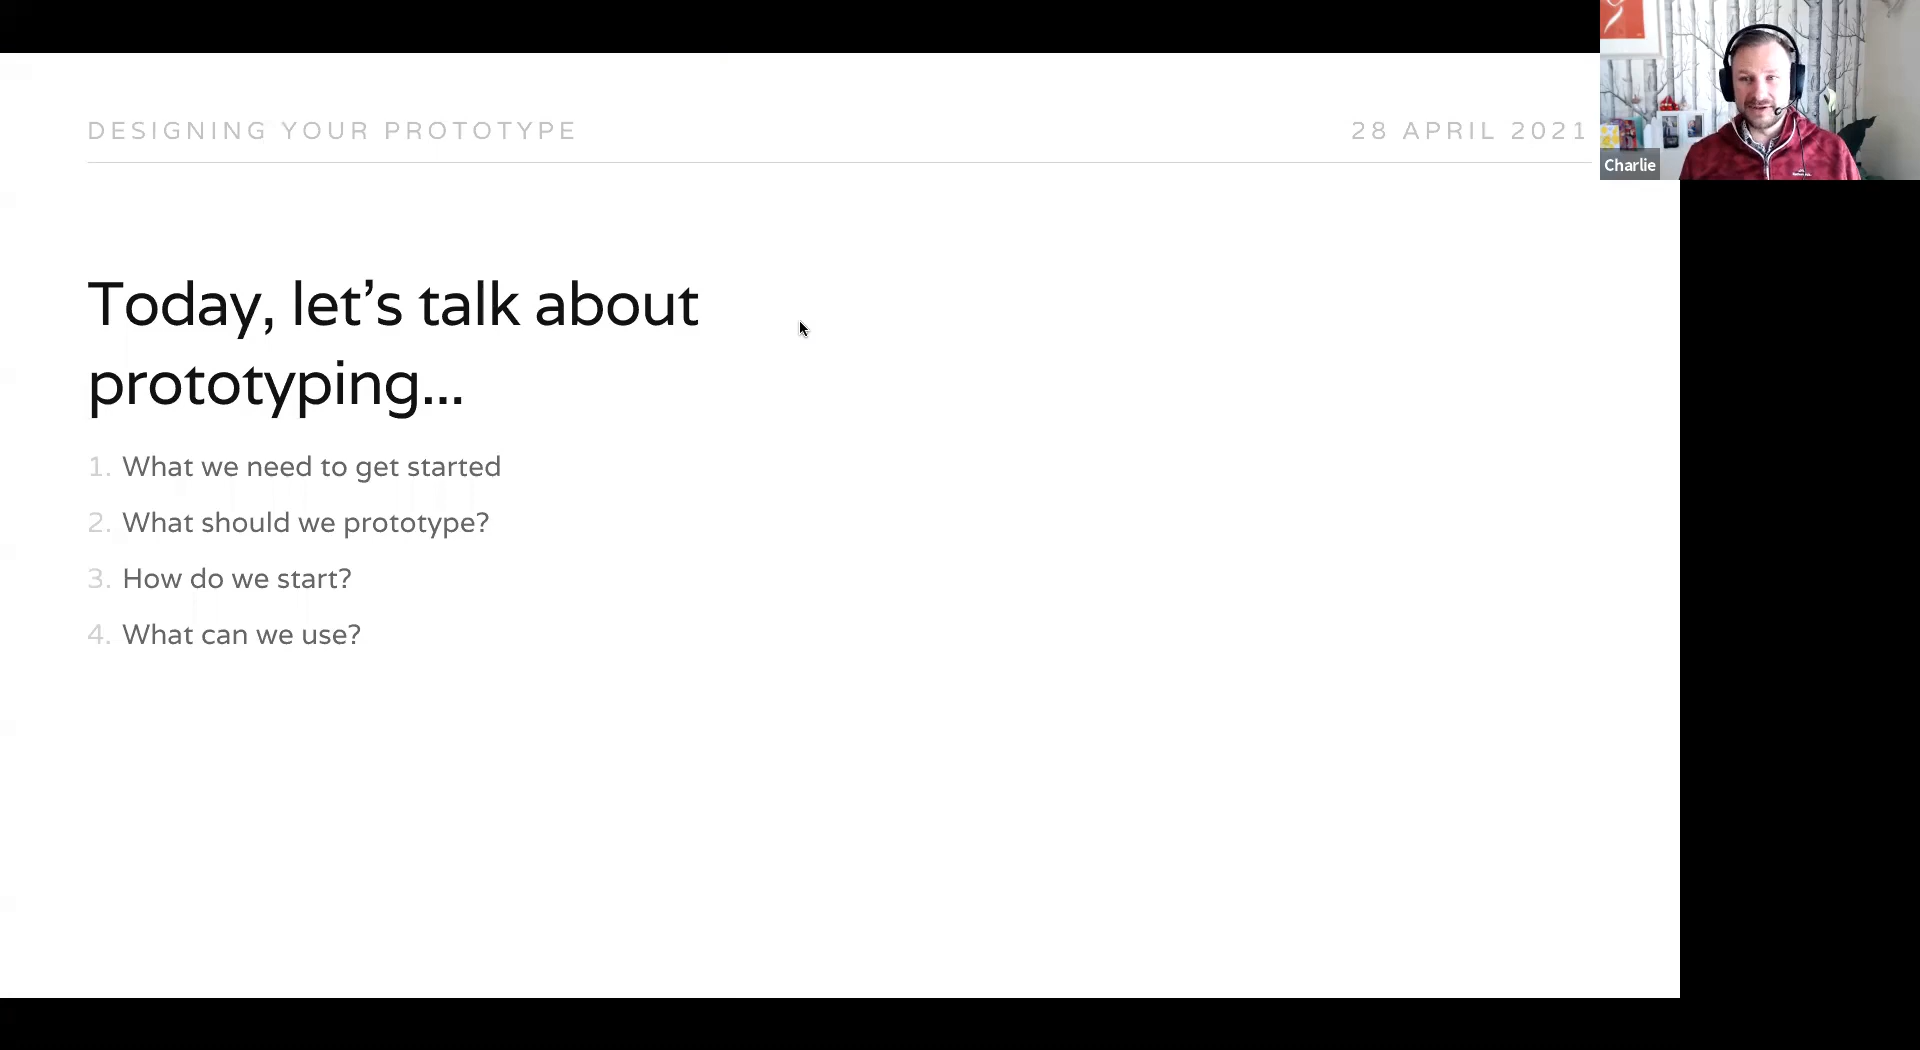 DESIGNING YOUR PROTOTYPE
28 APRIL 2021
Charlie
Today, let’s talk about
prototyping...
1. What we need to get started
2. What should we prototype?
3. How do we start?
4. What can we use?